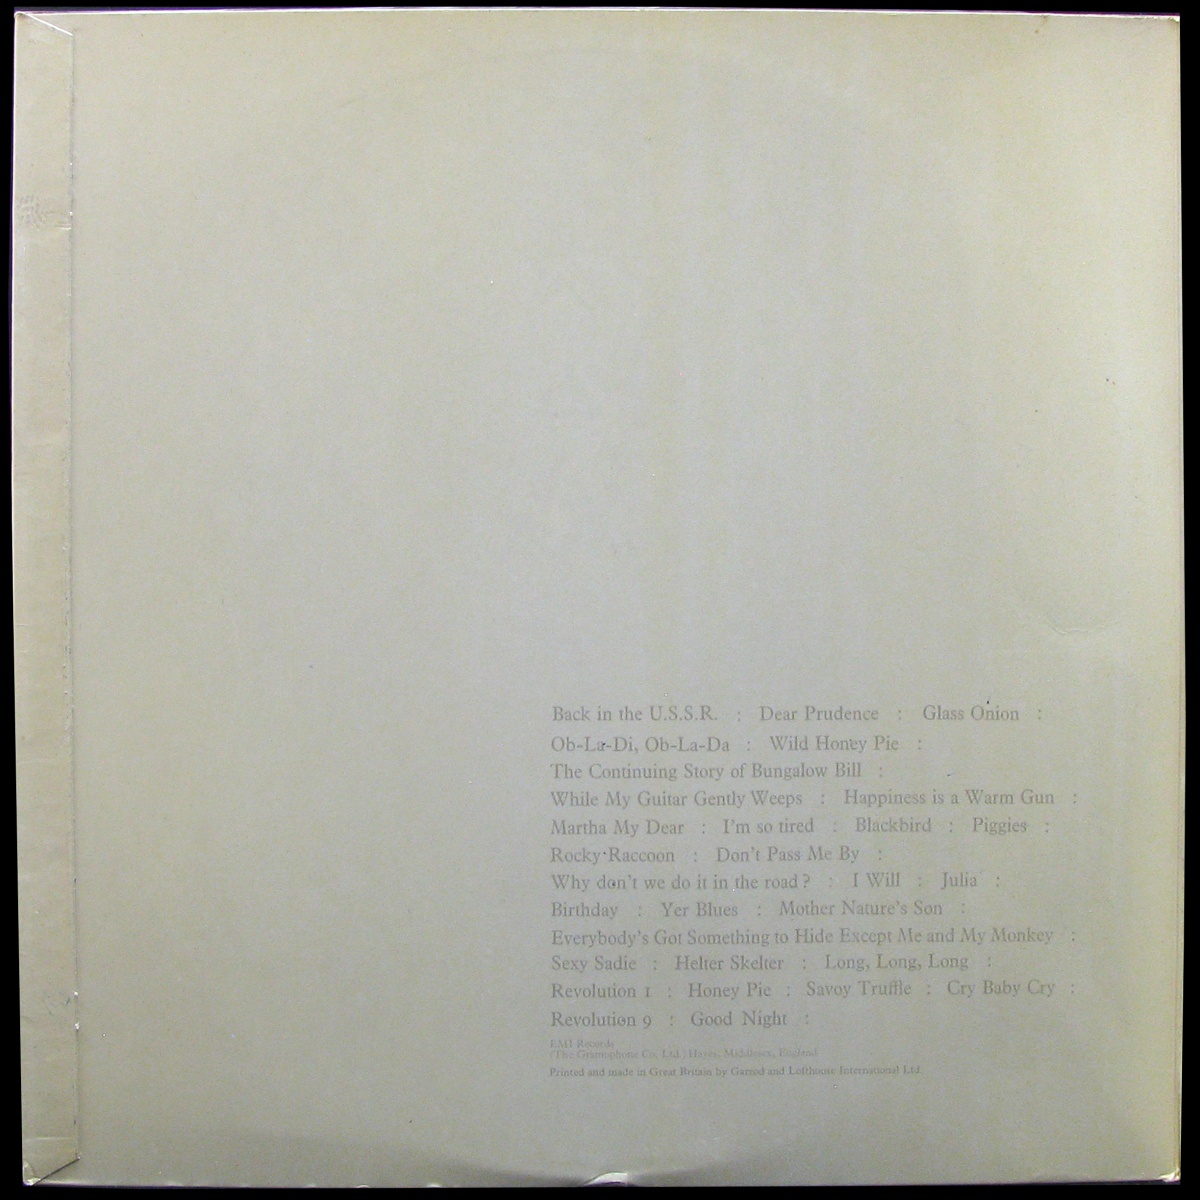 Back in the U.S.S.R. : Dear Prudence : Glass Onion :
Ob-La-Di, Ob-La-Da : Wild Honey Pie :
The Continuing Story of Bungalow Bill :
While My Guitar Gently Weeps : Happiness is a Warm Gun :
Martha My Dear : I'm so tired : Blackbird : Piggies :
Rocky Raccoon : Don't Pass Me By :
Why don't we do it in the road? : I Will : Julia :
Birthday : Yer Blues : Mother Nature's Son :
Everybody's Got Something to Hide Except Me and My Monkey :
Sexy Sadie : Helter Skelter : Long, Long, Long :
Revolution 1 : Honey Pie : Savoy Truffle : Cry Baby Cry :
Revolution 9 : Good Night :
EMI Records
(The Gramophone Co. Ltd.) Hayes, Middlesex, England
Printed and made in Great Britain by Garrod and Lofthouse International Ltd.